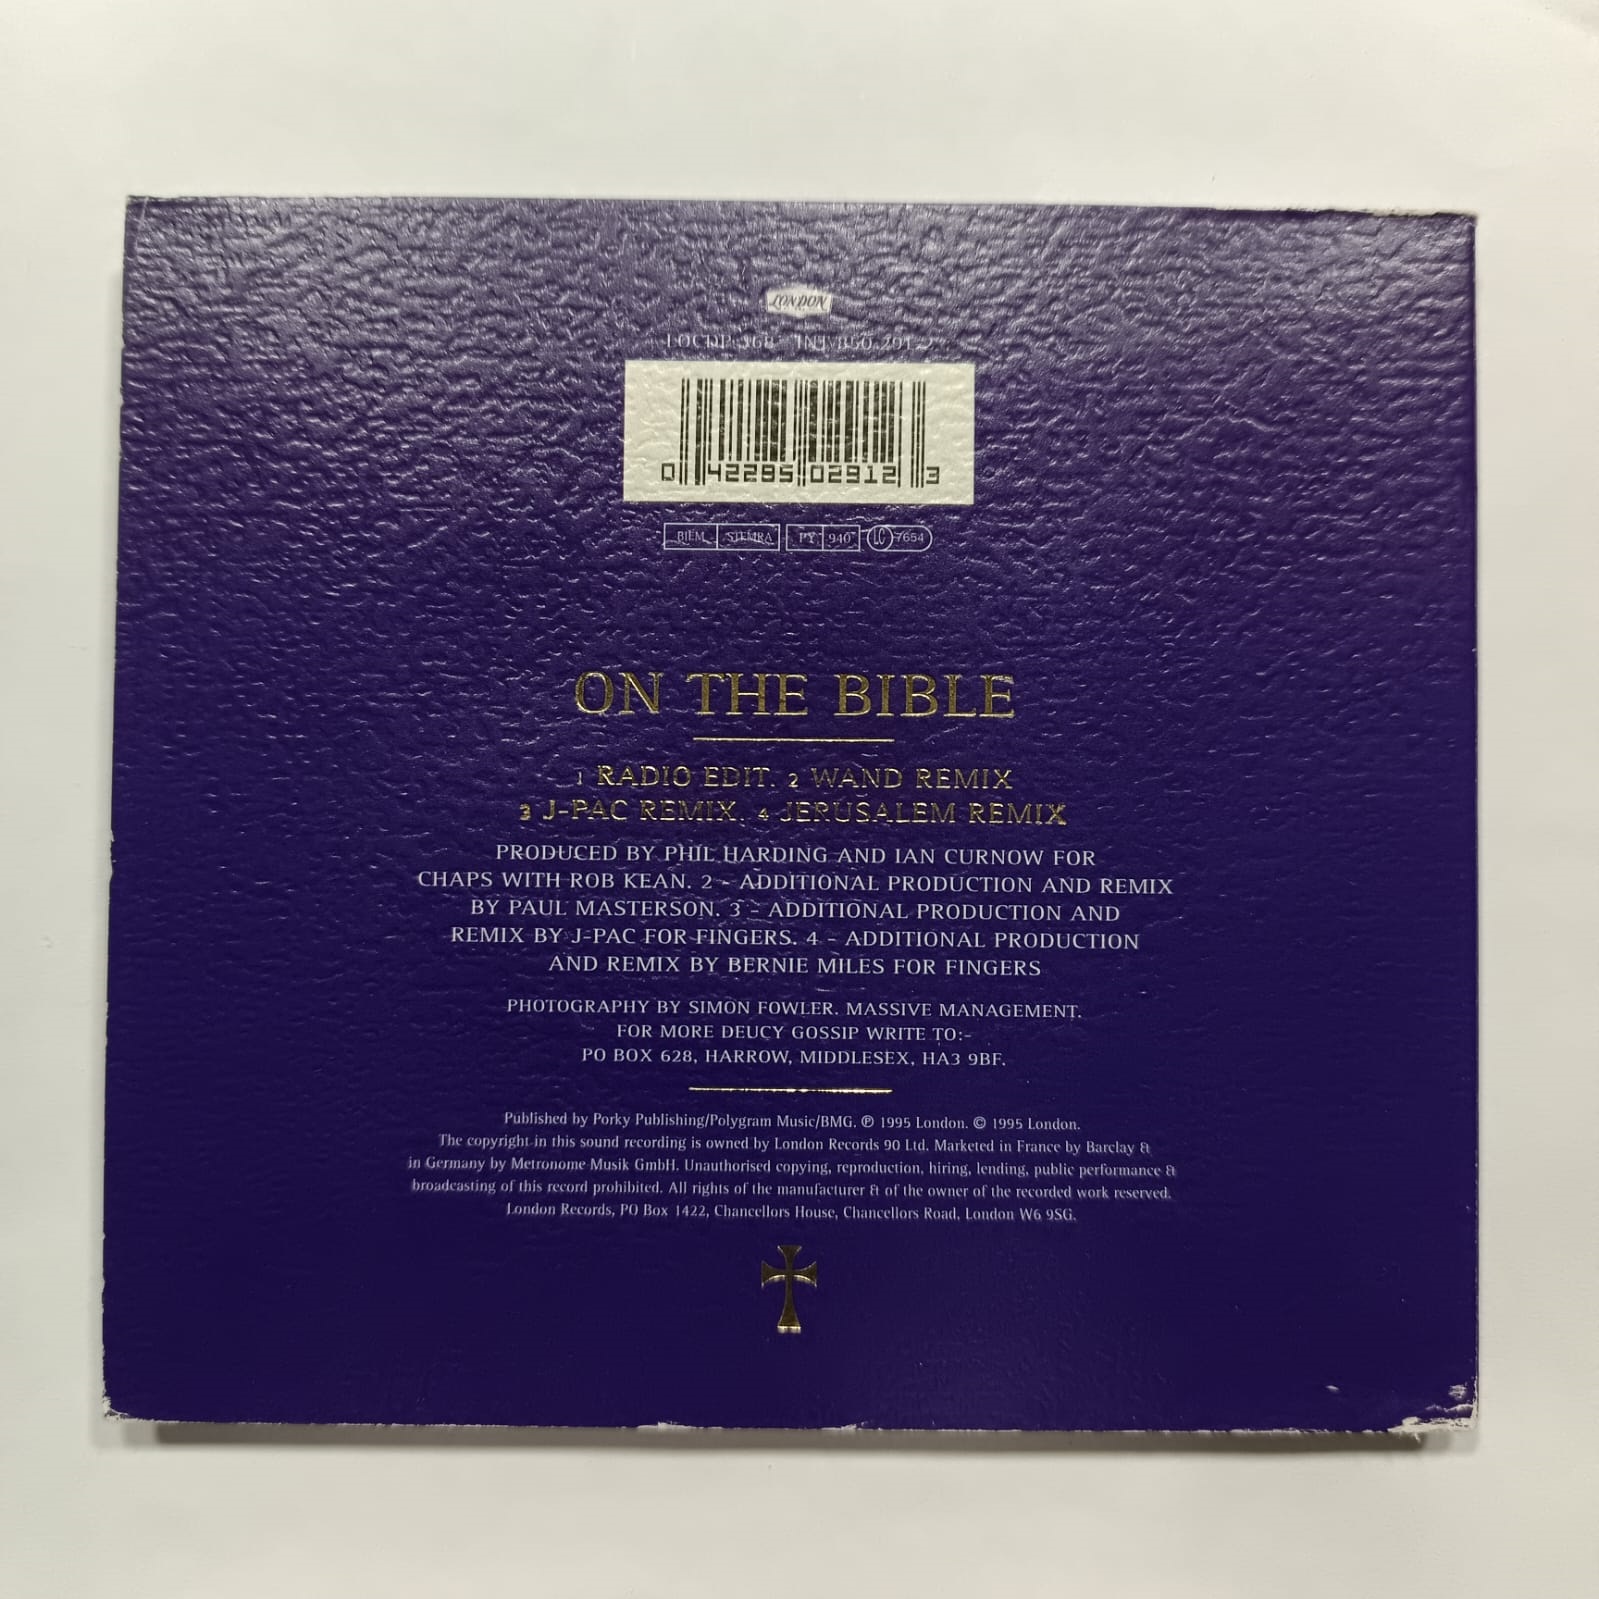 LONDON
LOCDP 368 INT 850 291-2
0 42285 02912 3
BIEM STEMRA PY 940 LC 7654
ON THE BIBLE
1 RADIO EDIT. 2 WAND REMIX
3 J-PAC REMIX. 4 JERUSALEM REMIX
PRODUCED BY PHIL HARDING AND IAN CURNOW FOR
CHAPS WITH ROB KEAN. 2 - ADDITIONAL PRODUCTION AND REMIX
BY PAUL MASTERSON. 3 - ADDITIONAL PRODUCTION AND
REMIX BY J-PAC FOR FINGERS. 4 - ADDITIONAL PRODUCTION
AND REMIX BY BERNIE MILES FOR FINGERS
PHOTOGRAPHY BY SIMON FOWLER. MASSIVE MANAGEMENT.
FOR MORE DEUCY GOSSIP WRITE TO:-
PO BOX 628, HARROW, MIDDLESEX, HA3 9BF.
Published by Porky Publishing/Polygram Music/BMG. ℗ 1995 London. © 1995 London.
The copyright in this sound recording is owned by London Records 90 Ltd. Marketed in France by Barclay &
in Germany by Metronome Musik GmbH. Unauthorised copying, reproduction, hiring, lending, public performance &
broadcasting of this record prohibited. All rights of the manufacturer & of the owner of the recorded work reserved.
London Records, PO Box 1422, Chancellors House, Chancellors Road, London W6 9SG.